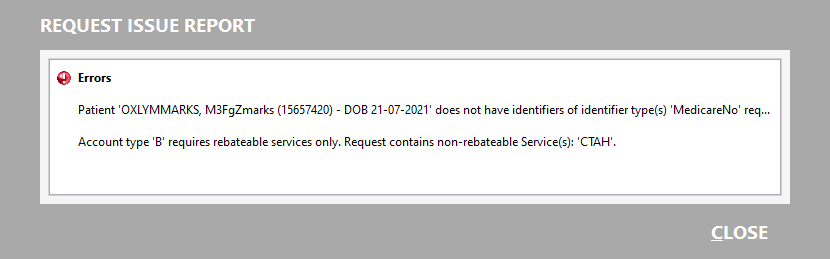 REQUEST ISSUE REPORT
Errors
Patient 'OXLYMMARKS, M3FgZmarks (15657420) - DOB 21-07-2021' does not have identifiers of identifier type(s) 'MedicareNo' req...
Account type 'B' requires rebateable services only. Request contains non-rebateable Service(s): 'CTAH'.
CLOSE